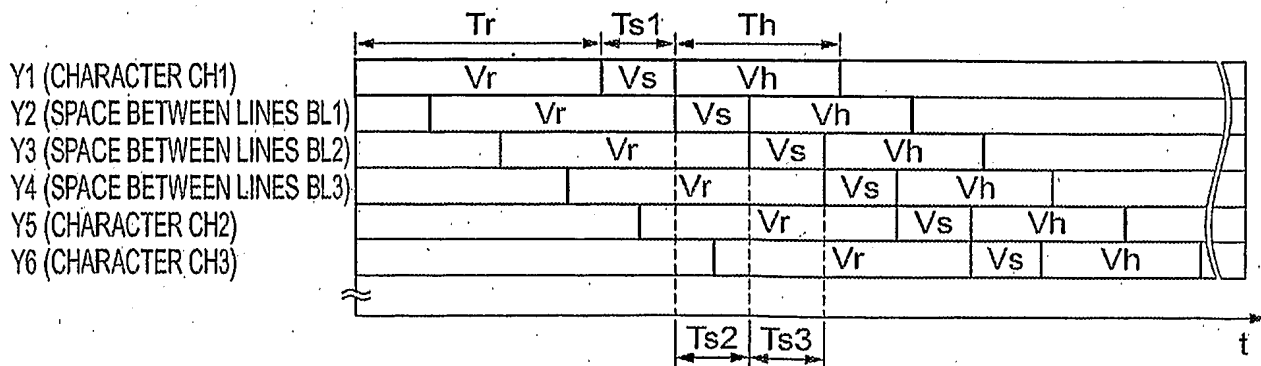 Tr Ts1 Th
Y1 (CHARACTER CH1) Vr Vs Vh
Y2 (SPACE BETWEEN LINES BL1) Vr Vs Vh
Y3 (SPACE BETWEEN LINES BL2) Vr Vs Vh
Y4 (SPACE BETWEEN LINES BL3) Vr Vs Vh
Y5 (CHARACTER CH2) Vr Vs Vh
Y6 (CHARACTER CH3) Vr Vs Vh
Ts2 Ts3 t